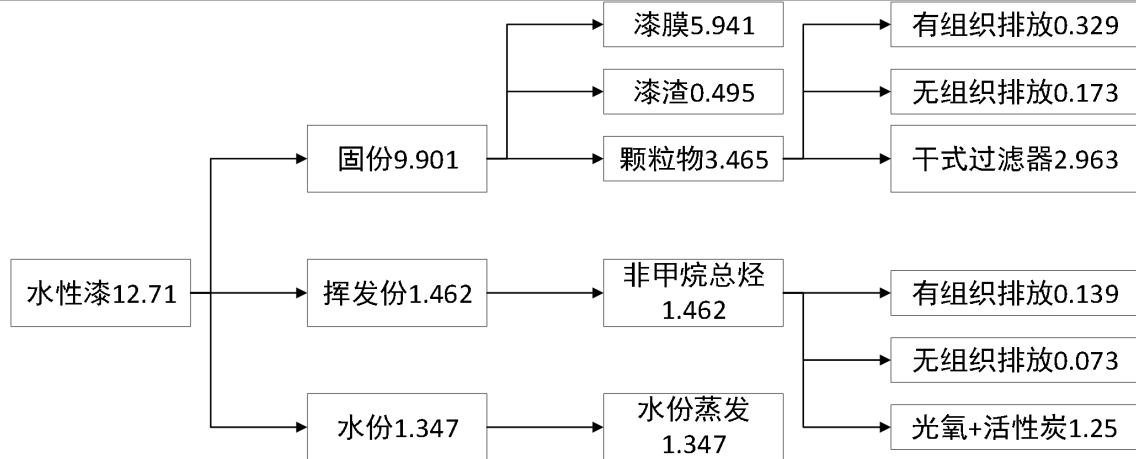 漆膜5.941
有组织排放0.329
漆渣0.495
无组织排放0.173
固份9.901
颗粒物3.465
干式过滤器2.963
水性漆12.71
挥发份1.462
非甲烷总烃
1.462
有组织排放0.139
无组织排放0.073
水份1.347
水份蒸发
1.347
光氧+活性炭1.25